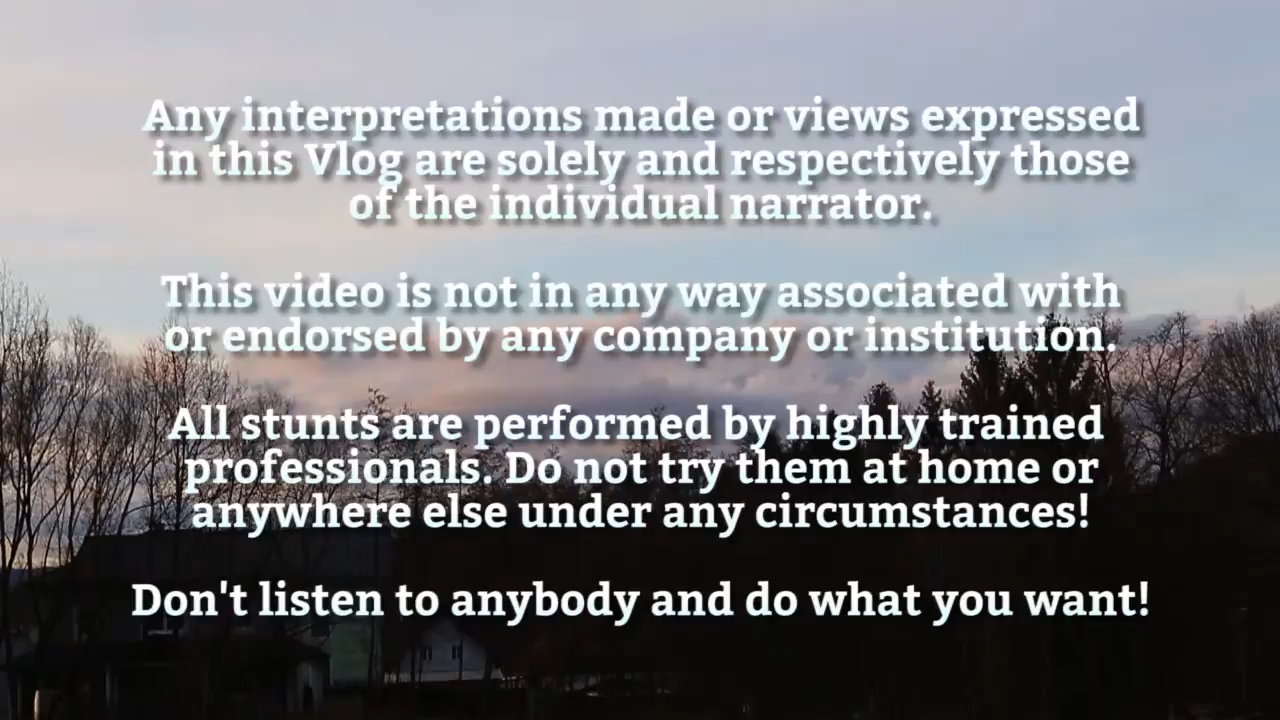 Any interpretations made or views expressed
in this Vlog are solely and respectively those
of the individual narrator.
This video is not in any way associated with
or endorsed by any company or institution.
All stunts are performed by highly trained
professionals. Do not try them at home or
anywhere else under any circumstances!
Don't listen to anybody and do what you want!